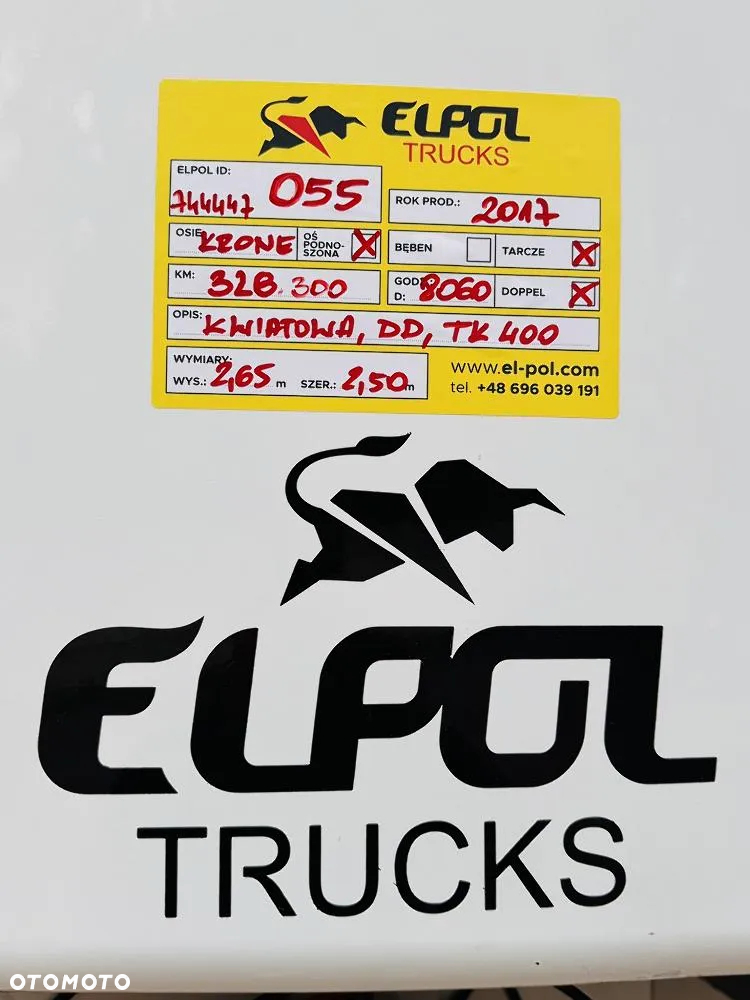 ELPOL
TRUCKS
ELPOL ID:
744447 055
ROK PROD.: 2017
OSIE KRONE
OŚ PODNO-
SZONA X
BĘBEN
TARCZE X
KM: 328.300
GOD D: 8060
DOPPEL X
OPIS: KWIATOWA, DD, TK 400
WYMIARY:
WYS.: 2,65 m SZER.: 2,50 m
www.el-pol.com
tel. +48 696 039 191
ELPOL
TRUCKS
OTOMOTO